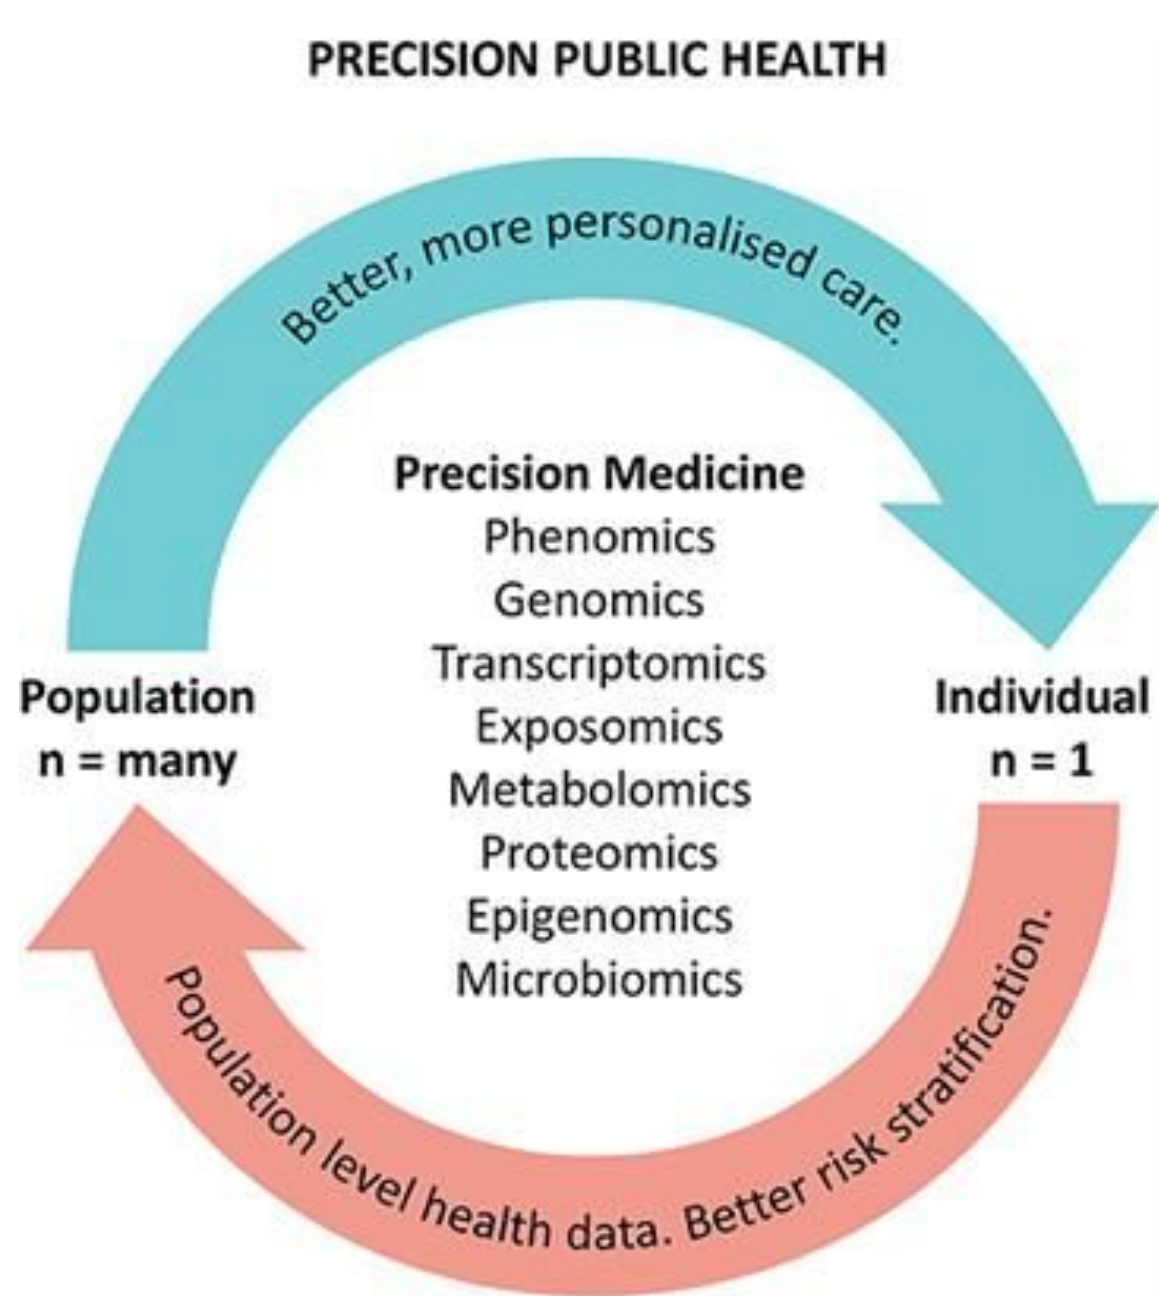 PRECISION PUBLIC HEALTH
Better, more personalised care.
Precision Medicine
Phenomics
Genomics
Transcriptomics
Exposomics
Metabolomics
Proteomics
Epigenomics
Microbiomics
Population
n = many
Individual
n = 1
Population level health data. Better risk stratification.